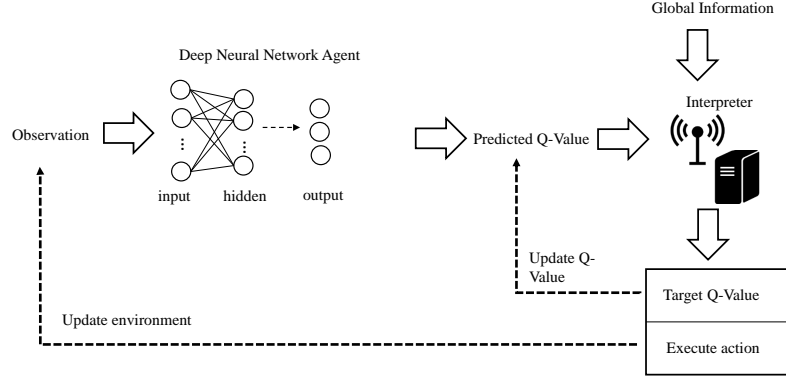 Global Information
Deep Neural Network Agent
Interpreter
Observation
Predicted Q-Value
input
hidden
output
Update Q-
Value
Target Q-Value
Update environment
Execute action